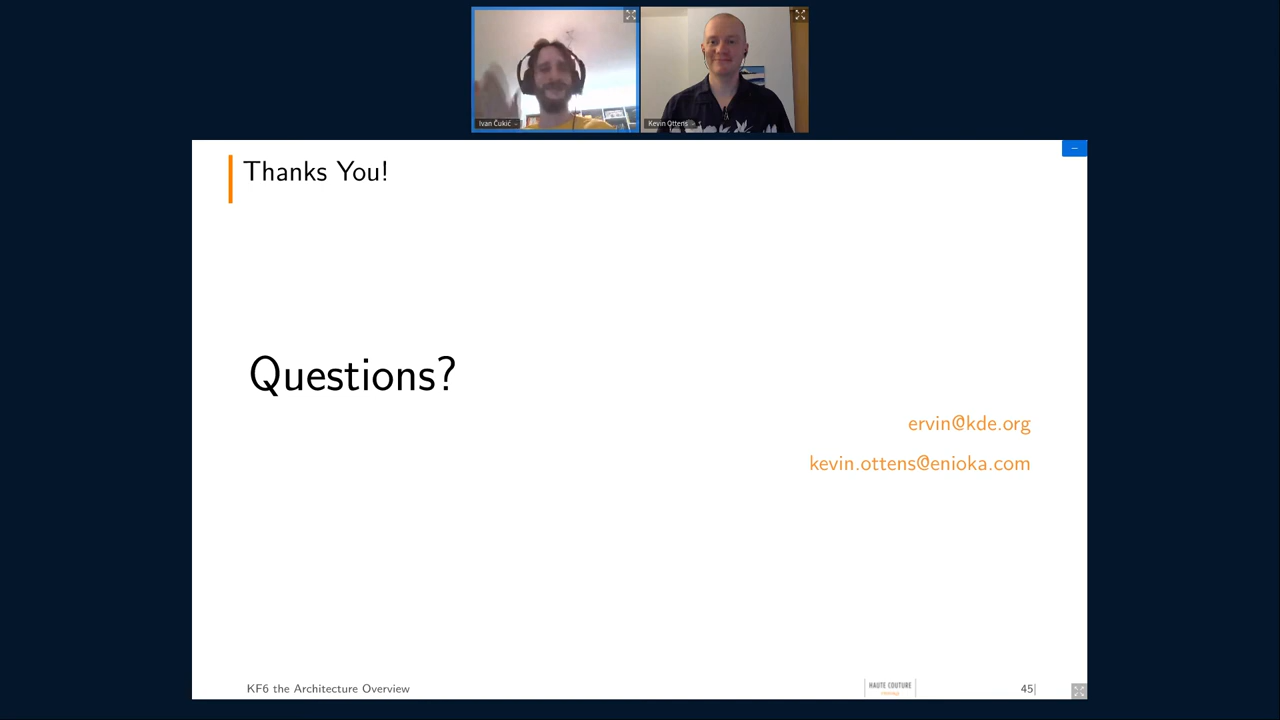 Ivan Čukić
Kevin Ottens
Thanks You!
Questions?
ervin@kde.org
kevin.ottens@enioka.com
KF6 the Architecture Overview
HAUTE COUTURE
45|